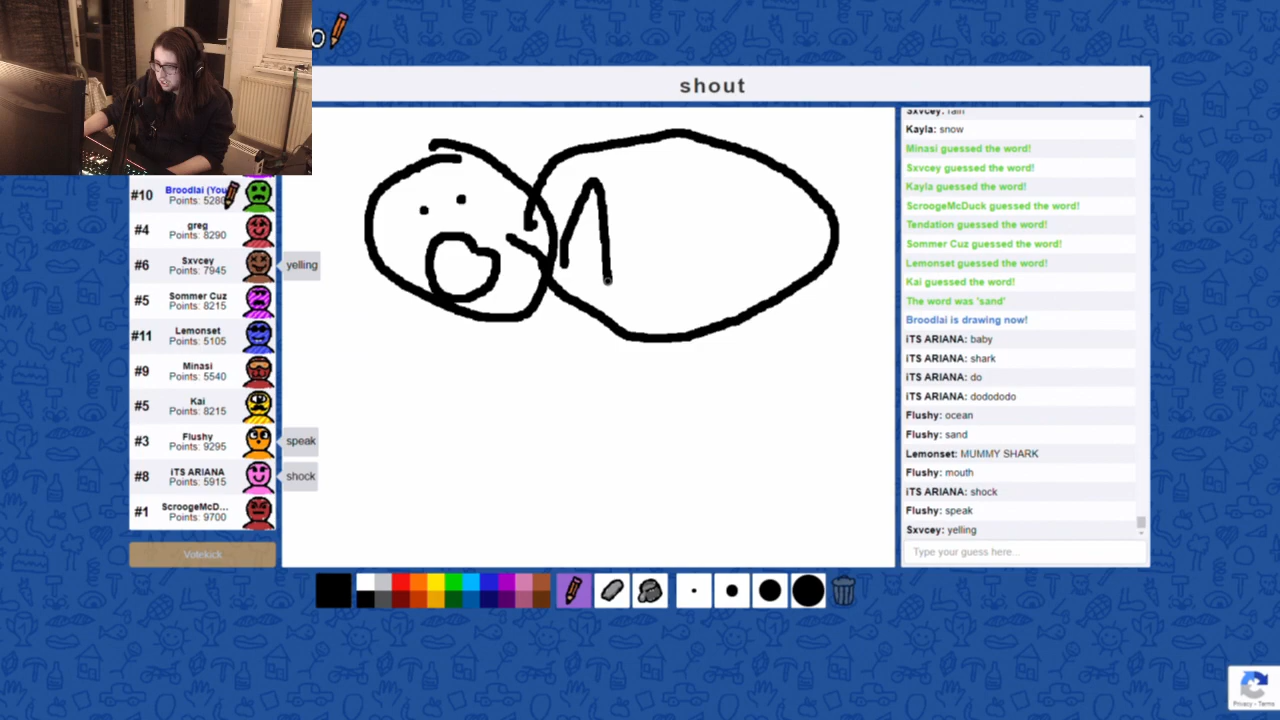 o
shout
#10 Broodlai (You
Points: 5280
#4 greg
Points: 8290
#6 Sxvcey
Points: 7945
yelling
#5 Sommer Cuz
Points: 8215
#11 Lemonset
Points: 5105
#9 Minasi
Points: 5540
#5 Kai
Points: 8215
#3 Flushy
Points: 9295
speak
#8 iTS ARIANA
Points: 5915
shock
#1 ScroogeMcD...
Points: 9700
Votekick
Sxvcey: rain
Kayla: snow
Minasi guessed the word!
Sxvcey guessed the word!
Kayla guessed the word!
ScroogeMcDuck guessed the word!
Tendation guessed the word!
Sommer Cuz guessed the word!
Lemonset guessed the word!
Kai guessed the word!
The word was 'sand'
Broodlai is drawing now!
iTS ARIANA: baby
iTS ARIANA: shark
iTS ARIANA: do
iTS ARIANA: dodododo
Flushy: ocean
Flushy: sand
Lemonset: MUMMY SHARK
Flushy: mouth
iTS ARIANA: shock
Flushy: speak
Sxvcey: yelling
Type your guess here...
Privacy - Terms